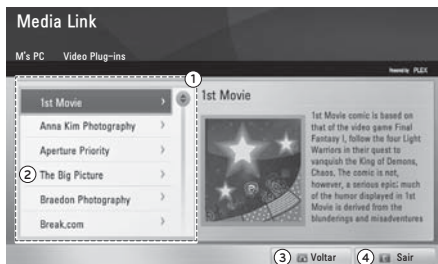 Media Link
M's PC Video Plug-ins
Powered by PLEX
1
1st Movie
Anna Kim Photography
Aperture Priority
2 The Big Picture
Braedon Photography
Break.com
1st Movie
1st Movie comic is based on
that of the video game Final
Fantasy I, follow the four Light
Warriors in their quest to
vanquish the King of Demons,
Chaos. The comic is not,
however, a serious epic; much
of the humor displayed in 1st
Movie is derived from the
blunderings and misadventures
3 Voltar
4 Sair